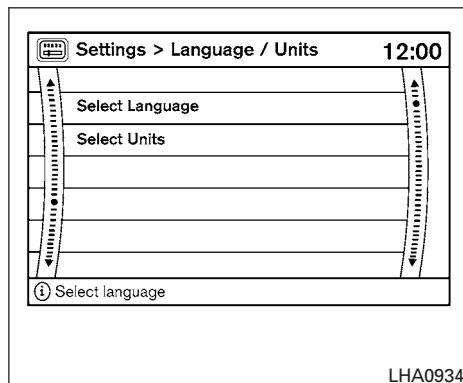 Settings > Language / Units 12:00
Select Language
Select Units
i Select language
LHA0934